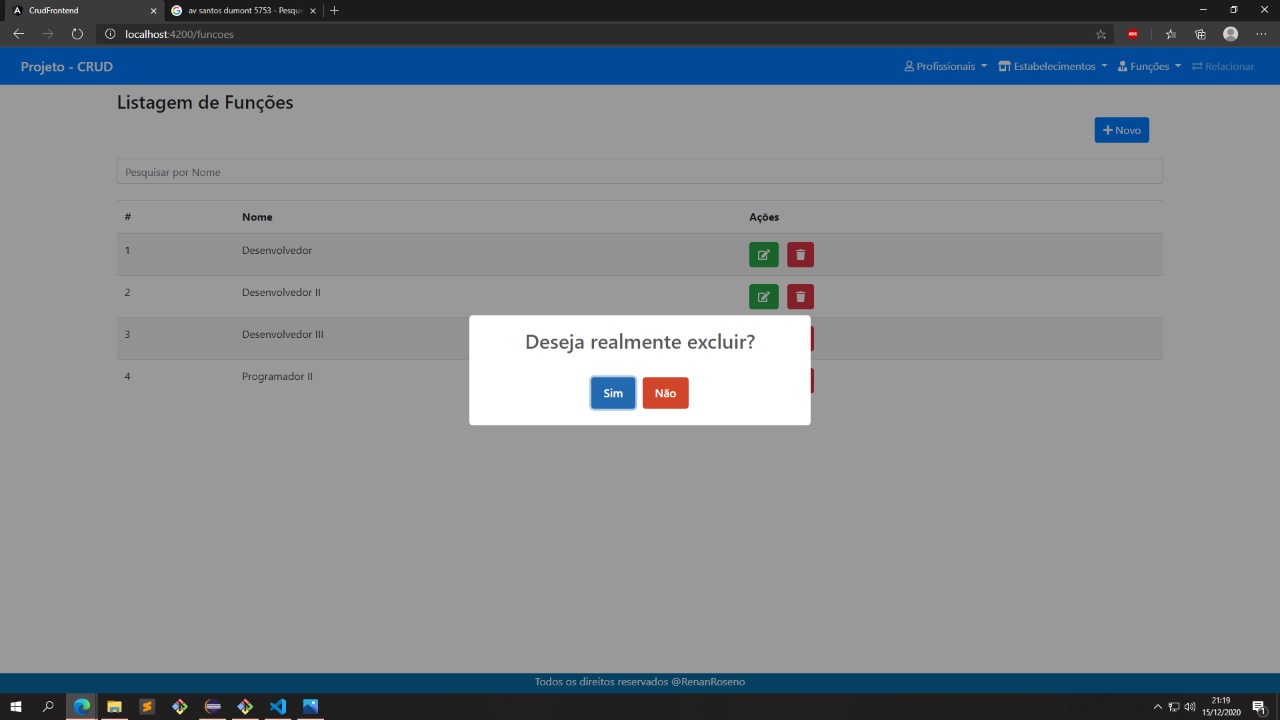 CrudFrontend
av santos dumont 5753 - Pesqui
localhost:4200/funcoes
Projeto - CRUD
Profissionais
Estabelecimentos
Funções
Relacionar
Listagem de Funções
Novo
Pesquisar por Nome
# Nome Ações
1 Desenvolvedor
2 Desenvolvedor II
3 Desenvolvedor III
4 Programador II
Deseja realmente excluir?
Sim Não
Todos os direitos reservados @RenanRoseno
21:19
15/12/2020